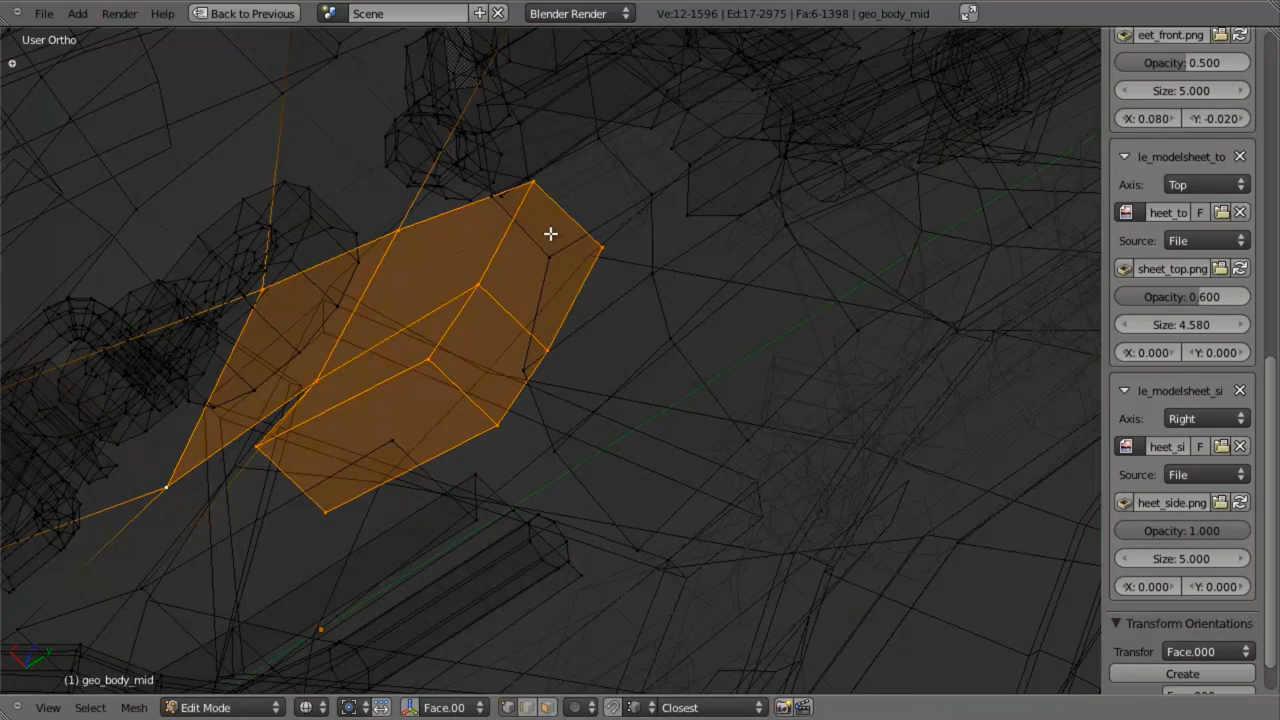 File Add Render Window Help Back to Previous Scene Blender Render Ve:12-1596 | Ed:17-2975 | Fa:6-1398 | geo_body_mid
User Ortho
eet_front.png
Opacity: 0.500
Size: 5.000
X: 0.080 Y: -0.020
le_modelsheet_to
Axis: Top
heet_to F
Source: File
sheet_top.png
Opacity: 0.600
Size: 4.580
X: 0.000 Y: 0.000
le_modelsheet_si
Axis: Right
heet_si F
Source: File
heet_side.png
Opacity: 1.000
Size: 5.000
X: 0.000 Y: 0.000
Transform Orientations
Transfor Face.000
Create
(1) geo_body_mid
View Select Mesh Edit Mode Face.00 Closest